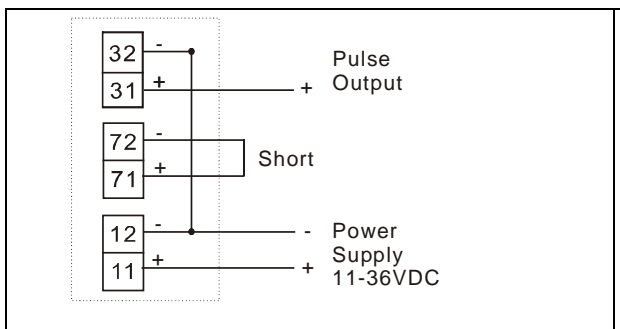 32 -
31 + + Pulse
Output
72 -
71 + Short
12 - - Power
Supply
11 + + 11-36VDC